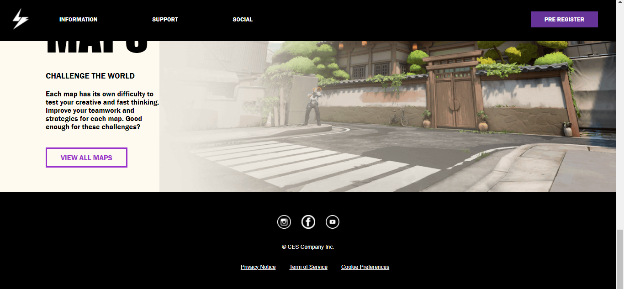 INFORMATION SUPPORT SOCIAL PRE REGISTER
MAPS
CHALLENGE THE WORLD
Each map has its own difficulty to
test your creative and fast thinking.
Improve your teamwork and
strategies for each map. Good
enough for these challenges?
VIEW ALL MAPS
© CES Company Inc.
Privacy Notice Term of Service Cookie Preferences